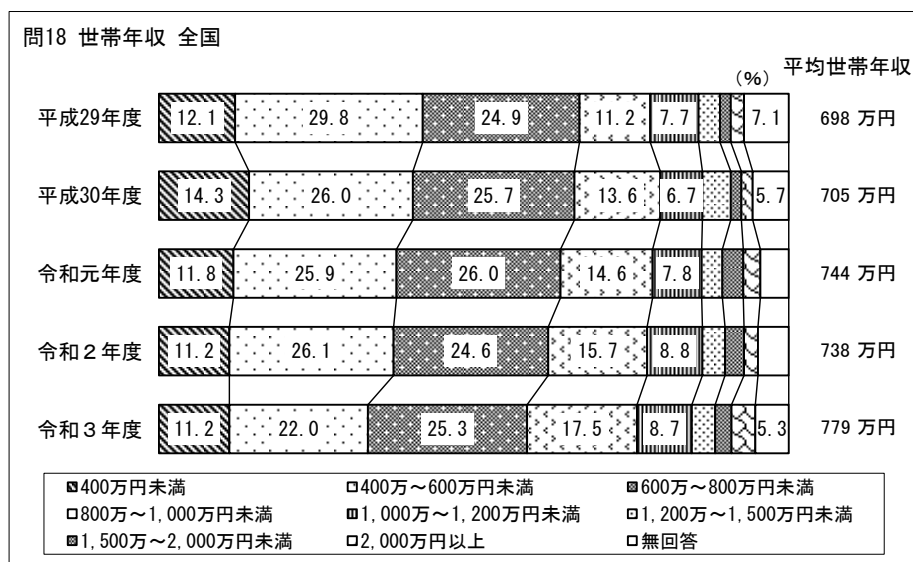 問18 世帯年収 全国
(%) 平均世帯年収
平成29年度 12.1 29.8 24.9 11.2 7.7 7.1 698 万円
平成30年度 14.3 26.0 25.7 13.6 6.7 5.7 705 万円
令和元年度 11.8 25.9 26.0 14.6 7.8 744 万円
令和２年度 11.2 26.1 24.6 15.7 8.8 738 万円
令和３年度 11.2 22.0 25.3 17.5 8.7 5.3 779 万円
400万円未満 400万～600万円未満 600万～800万円未満
800万～1,000万円未満 1,000万～1,200万円未満 1,200万～1,500万円未満
1,500万～2,000万円未満 2,000万円以上 無回答